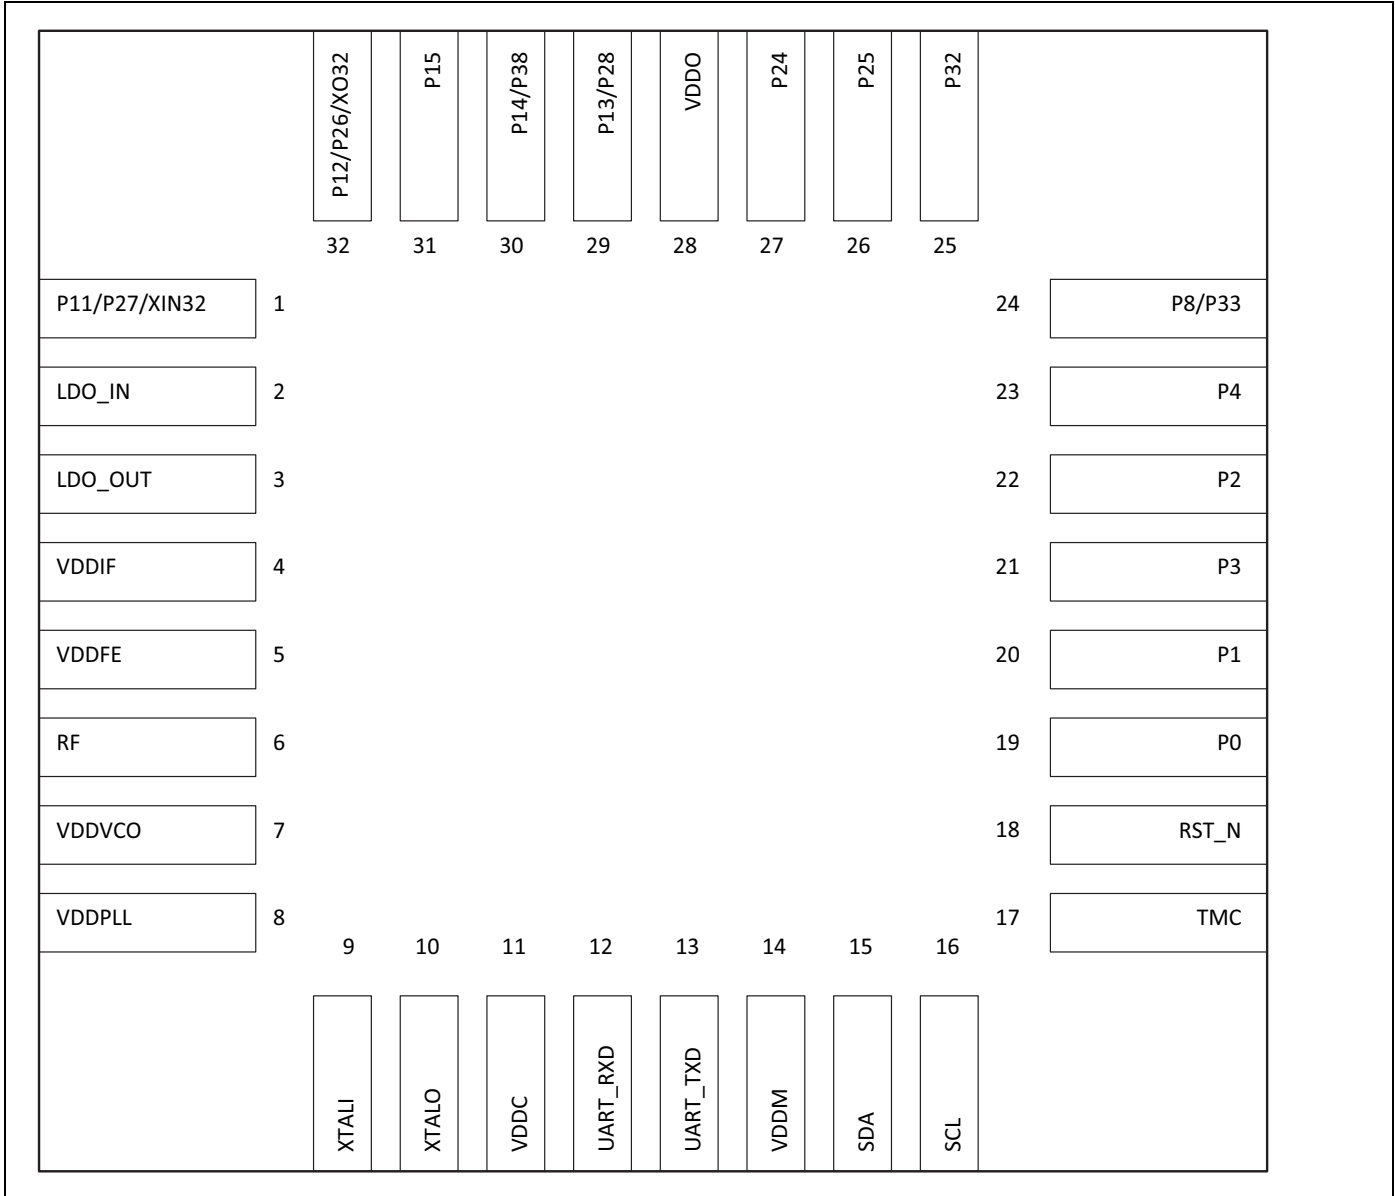 P12/P26/XO32
P15
P14/P38
P13/P28
VDDO
P24
P25
P32
32 31 30 29 28 27 26 25
P11/P27/XIN32 1
24 P8/P33
LDO_IN 2
23 P4
LDO_OUT 3
22 P2
VDDIF 4
21 P3
VDDFE 5
20 P1
RF 6
19 P0
VDDVCO 7
18 RST_N
VDDPLL 8
17 TMC
9 10 11 12 13 14 15 16
XTALI
XTALO
VDDC
UART_RXD
UART_TXD
VDDM
SDA
SCL